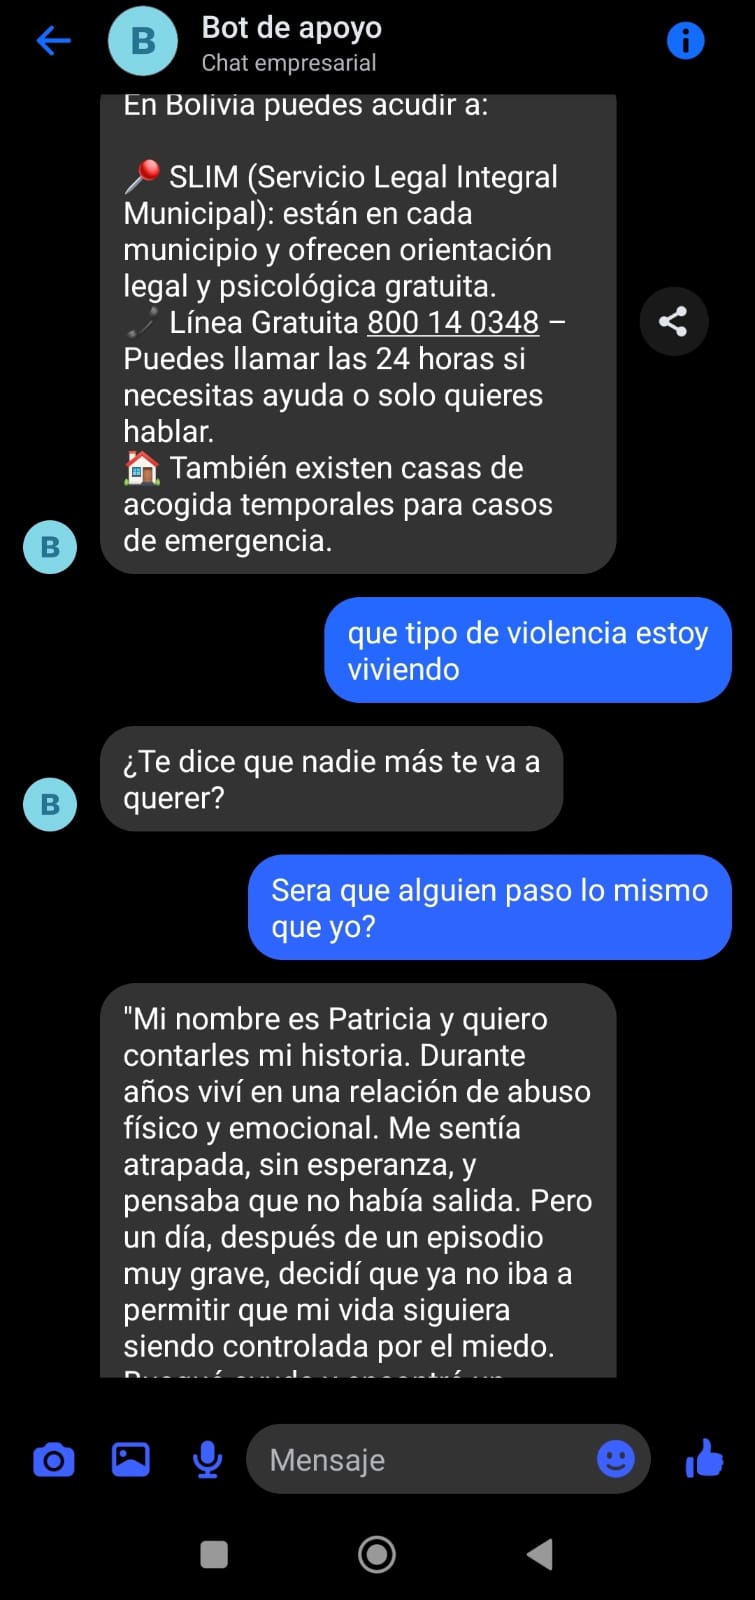 B
Bot de apoyo
Chat empresarial
En Bolivia puedes acudir a:
📍 SLIM (Servicio Legal Integral
Municipal): están en cada
municipio y ofrecen orientación
legal y psicológica gratuita.
📞 Línea Gratuita 800 14 0348 –
Puedes llamar las 24 horas si
necesitas ayuda o solo quieres
hablar.
🏠 También existen casas de
acogida temporales para casos
de emergencia.
B
que tipo de violencia estoy
viviendo
¿Te dice que nadie más te va a
querer?
B
Sera que alguien paso lo mismo
que yo?
"Mi nombre es Patricia y quiero
contarles mi historia. Durante
años viví en una relación de abuso
físico y emocional. Me sentía
atrapada, sin esperanza, y
pensaba que no había salida. Pero
un día, después de un episodio
muy grave, decidí que ya no iba a
permitir que mi vida siguiera
siendo controlada por el miedo.
Mensaje